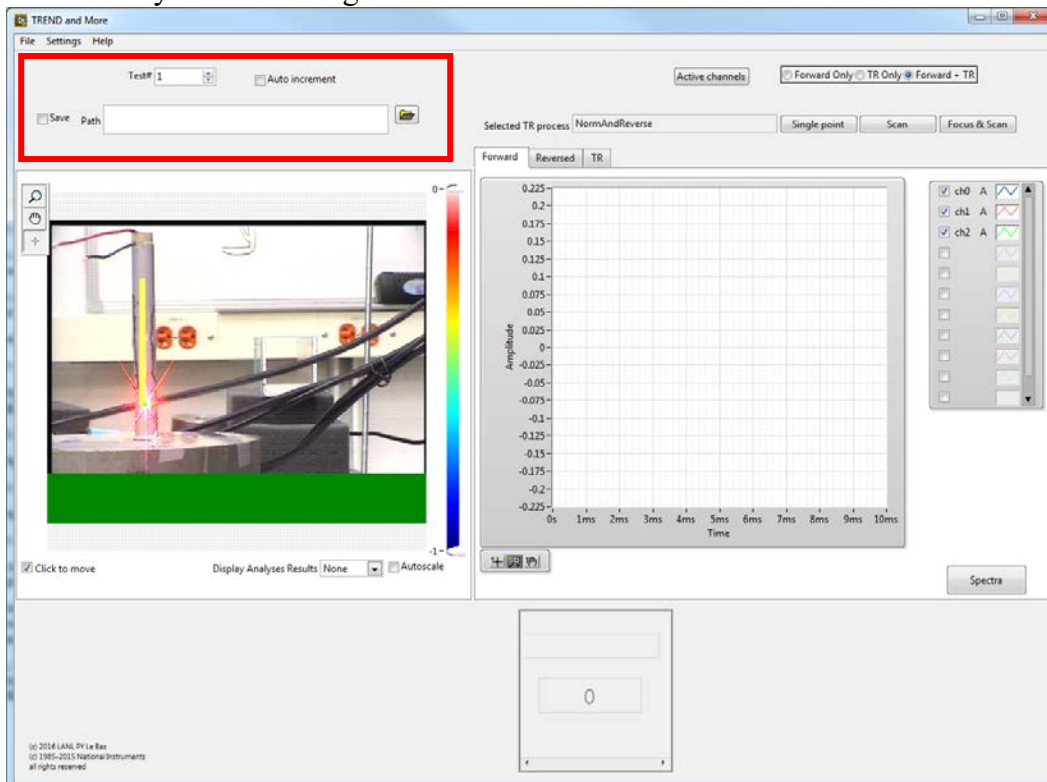 TREND and More
File Settings Help
Test# 1 Auto increment
Save Path
Active channels Forward Only TR Only Forward + TR
Selected TR process NormAndReverse Single point Scan Focus & Scan
Forward Reversed TR
0
-1
Click to move Display Analyses Results None Autoscale
Amplitude
0.225
0.2
0.175
0.15
0.125
0.1
0.075
0.05
0.025
0
-0.025
-0.05
-0.075
-0.1
-0.125
-0.15
-0.175
-0.2
-0.225
0s 1ms 2ms 3ms 4ms 5ms 6ms 7ms 8ms 9ms 10ms
Time
ch0 A
ch1 A
ch2 A
Spectra
0
(c) 2016 LANL PY Le Bas
(c) 1985-2015 National Instruments
all rights reserved